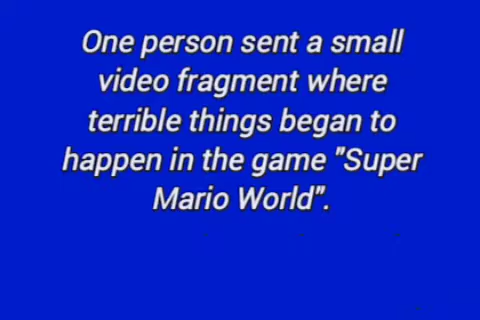 One person sent a small
video fragment where
terrible things began to
happen in the game "Super
Mario World".